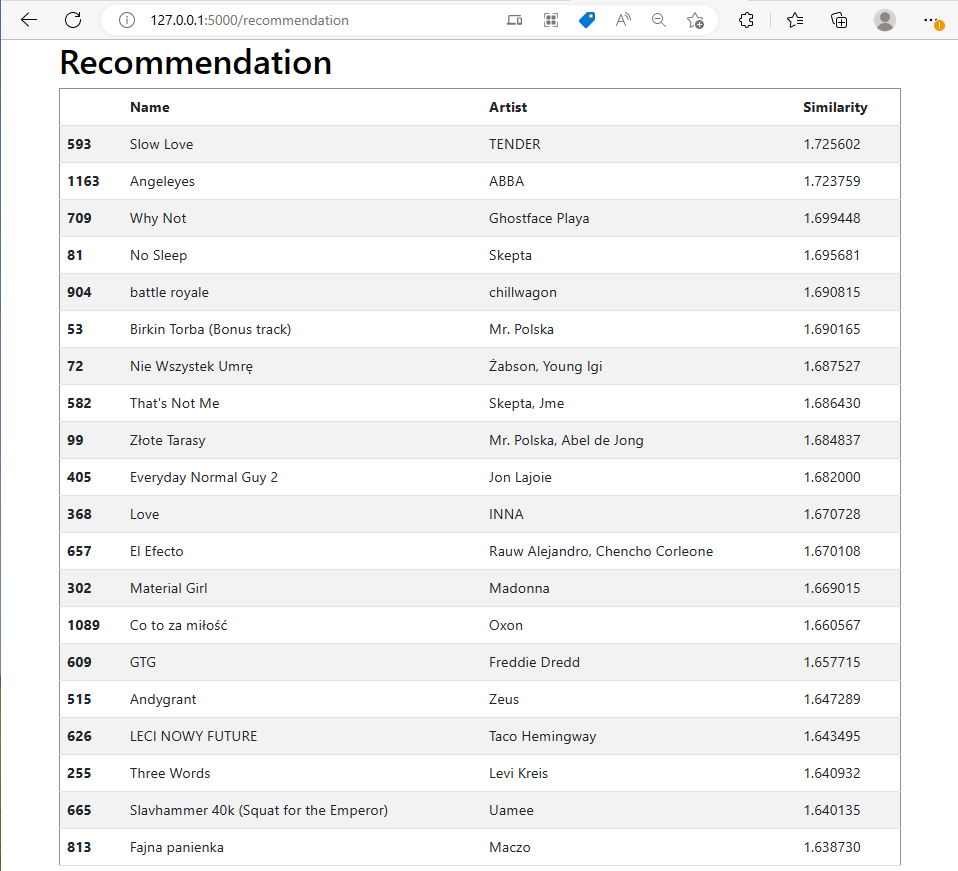 127.0.0.1:5000/recommendation
Recommendation
Name Artist Similarity
593 Slow Love TENDER 1.725602
1163 Angeleyes ABBA 1.723759
709 Why Not Ghostface Playa 1.699448
81 No Sleep Skepta 1.695681
904 battle royale chillwagon 1.690815
53 Birkin Torba (Bonus track) Mr. Polska 1.690165
72 Nie Wszystek Umrę Żabson, Young Igi 1.687527
582 That's Not Me Skepta, Jme 1.686430
99 Złote Tarasy Mr. Polska, Abel de Jong 1.684837
405 Everyday Normal Guy 2 Jon Lajoie 1.682000
368 Love INNA 1.670728
657 El Efecto Rauw Alejandro, Chencho Corleone 1.670108
302 Material Girl Madonna 1.669015
1089 Co to za miłość Oxon 1.660567
609 GTG Freddie Dredd 1.657715
515 Andygrant Zeus 1.647289
626 LECI NOWY FUTURE Taco Hemingway 1.643495
255 Three Words Levi Kreis 1.640932
665 Slavhammer 40k (Squat for the Emperor) Uamee 1.640135
813 Fajna panienka Maczo 1.638730